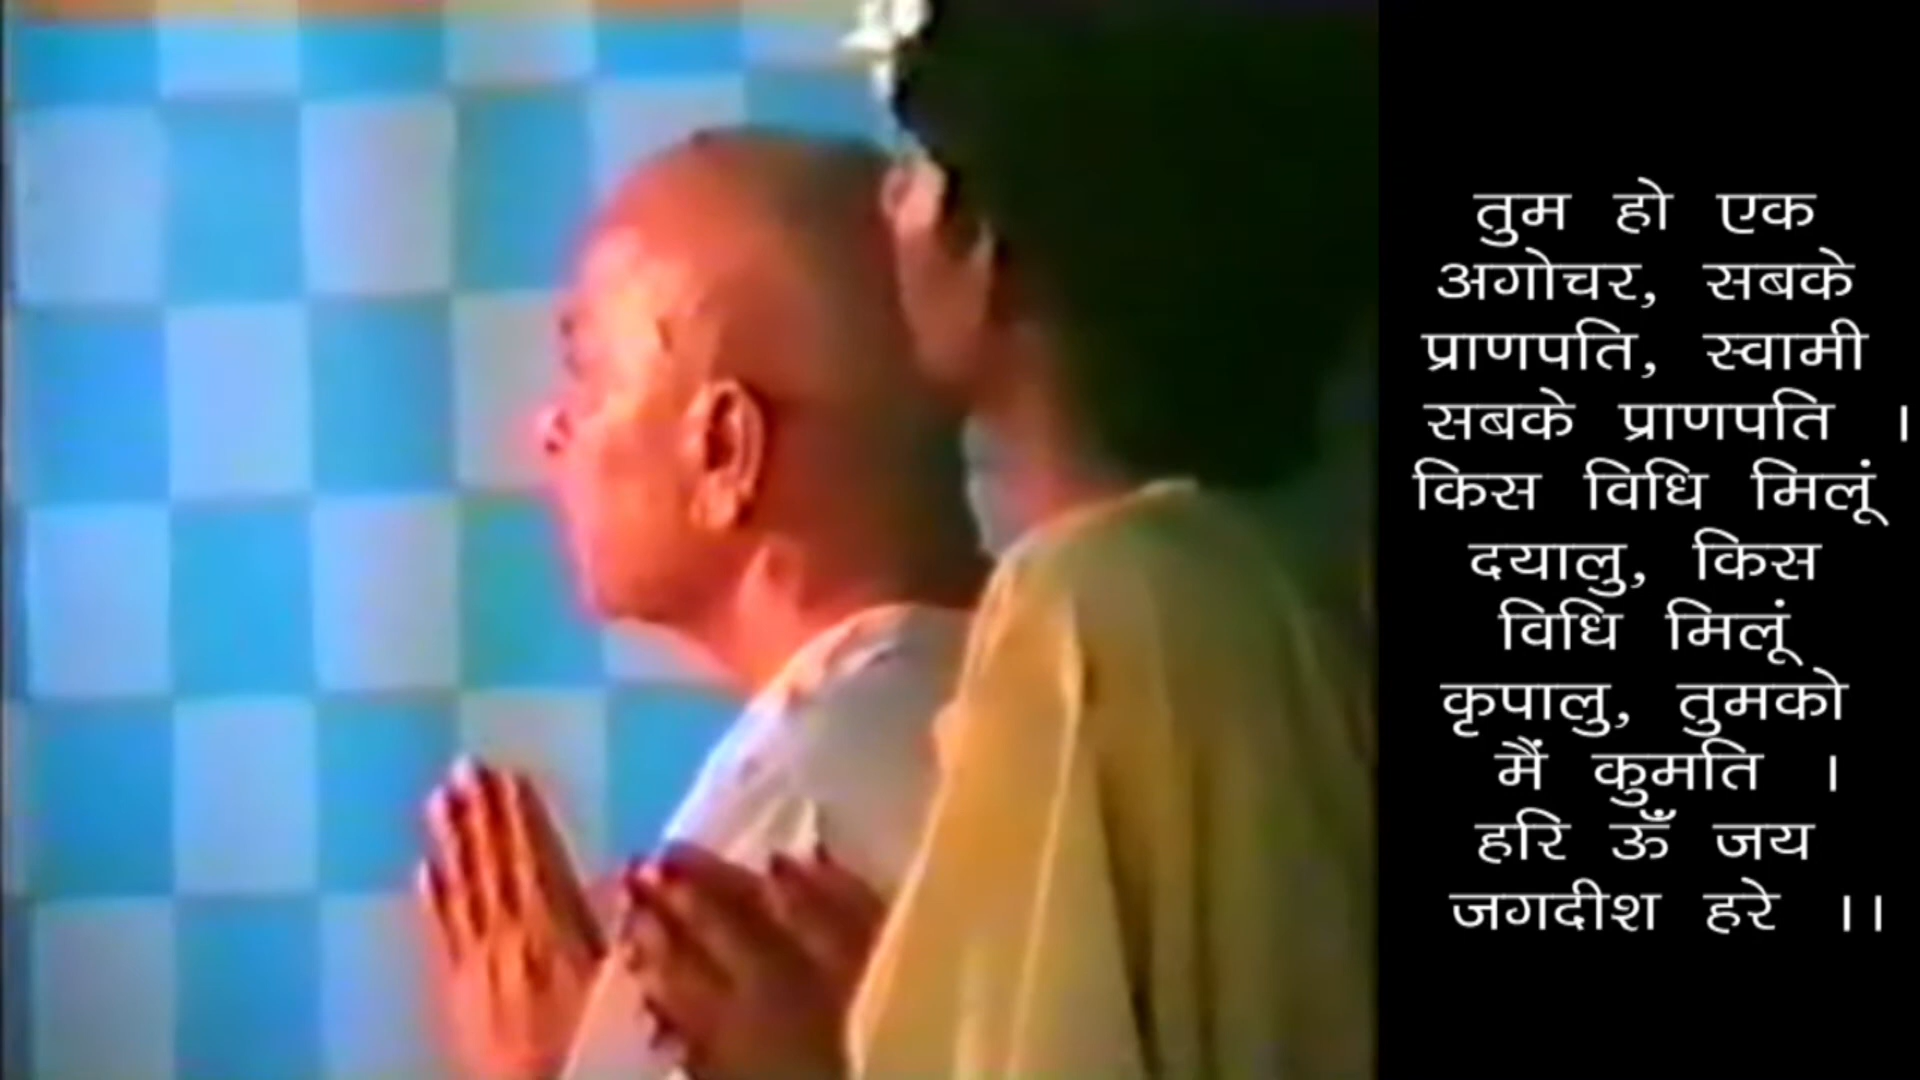 तुम हो एक
अगोचर, सबके
प्राणपति, स्वामी
सबके प्राणपति ।
किस विधि मिलूं
दयालु, किस
विधि मिलूं
कृपालु, तुमको
मैं कुमति ।
हरि ऊँ जय
जगदीश हरे ।।